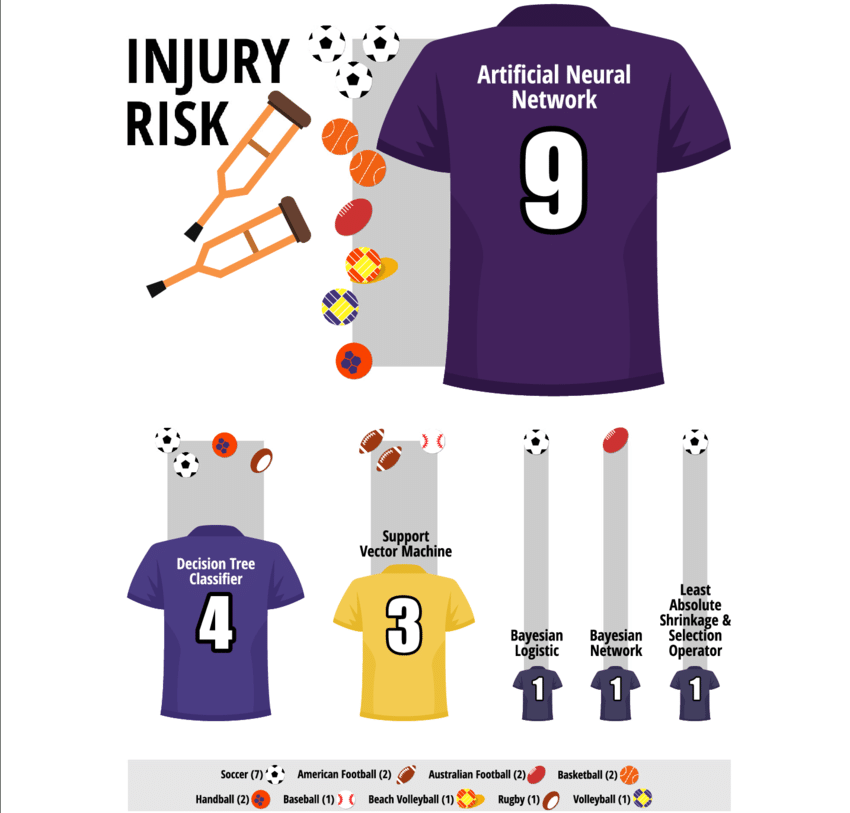 INJURY
RISK
Artificial Neural
Network
9
Decision Tree
Classifier
4
Support
Vector Machine
3
Bayesian
Logistic
1
Bayesian
Network
1
Least
Absolute
Shrinkage &
Selection
Operator
1
Soccer (7) American Football (2) Australian Football (2) Basketball (2)
Handball (2) Baseball (1) Beach Volleyball (1) Rugby (1) Volleyball (1)